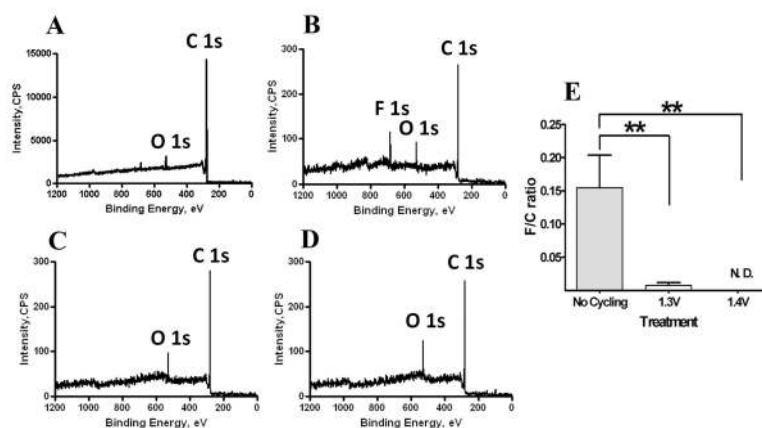 A
15000
10000
5000
0
Intensity,CPS
C 1s
O 1s
1200 1000 800 600 400 200 0
Binding Energy, eV
B
300
200
100
0
Intensity,CPS
C 1s
F 1s
O 1s
1200 1000 800 600 400 200 0
Binding Energy, eV
C
300
200
100
0
Intensity,CPS
C 1s
O 1s
1200 1000 800 600 400 200 0
Binding Energy, eV
D
300
200
100
0
Intensity,CPS
C 1s
O 1s
1200 1000 800 600 400 200 0
Binding Energy, eV
E
**
**
0.25
0.20
0.15
0.10
0.05
F/C ratio
N.D.
No Cycling 1.3V 1.4V
Treatment